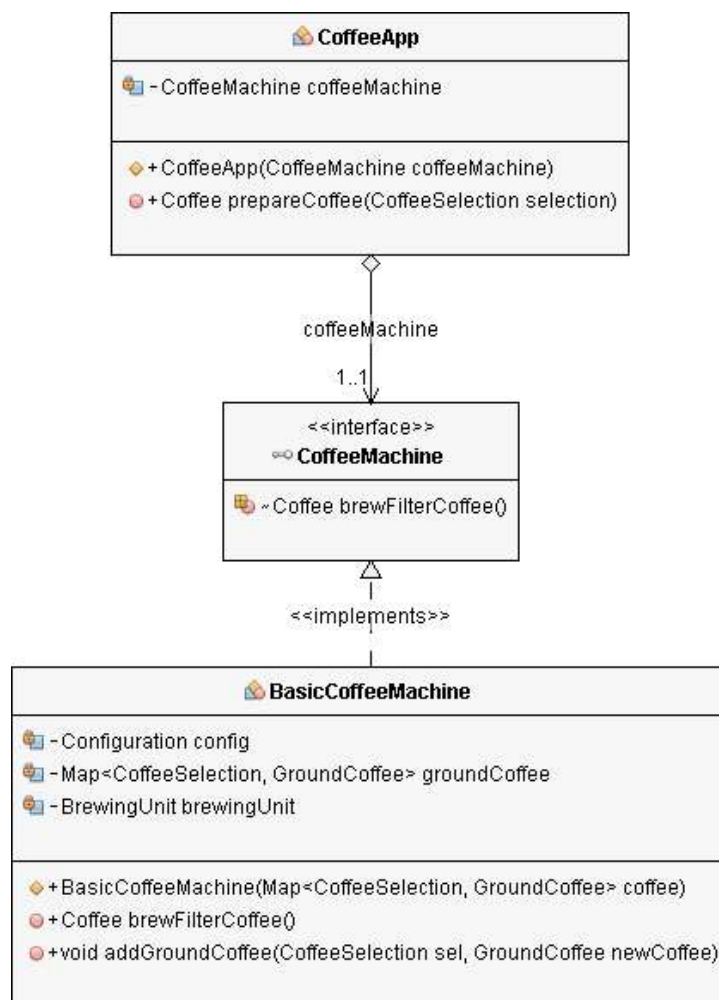 CoffeeApp
- CoffeeMachine coffeeMachine
+ CoffeeApp(CoffeeMachine coffeeMachine)
+ Coffee prepareCoffee(CoffeeSelection selection)
coffeeMachine
1..1
<<interface>>
CoffeeMachine
~ Coffee brewFilterCoffee()
<<implements>>
BasicCoffeeMachine
- Configuration config
- Map<CoffeeSelection, GroundCoffee> groundCoffee
- BrewingUnit brewingUnit
+ BasicCoffeeMachine(Map<CoffeeSelection, GroundCoffee> coffee)
+ Coffee brewFilterCoffee()
+ void addGroundCoffee(CoffeeSelection sel, GroundCoffee newCoffee)